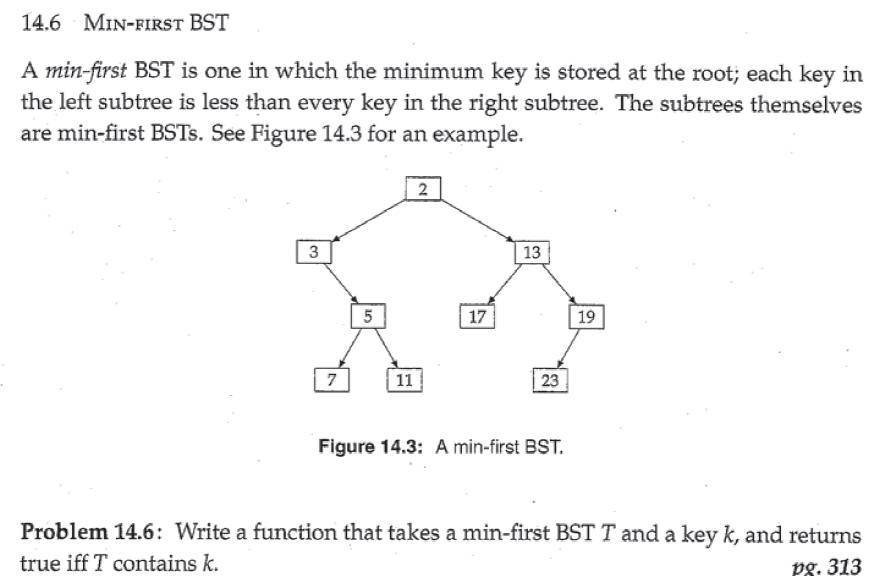 14.6 MIN-FIRST BST
A min-first BST is one in which the minimum key is stored at the root; each key in
the left subtree is less than every key in the right subtree. The subtrees themselves
are min-first BSTs. See Figure 14.3 for an example.
2
3 13
5 17 19
7 11 23
Figure 14.3: A min-first BST.
Problem 14.6: Write a function that takes a min-first BST T and a key k, and returns
true iff T contains k. pg. 313